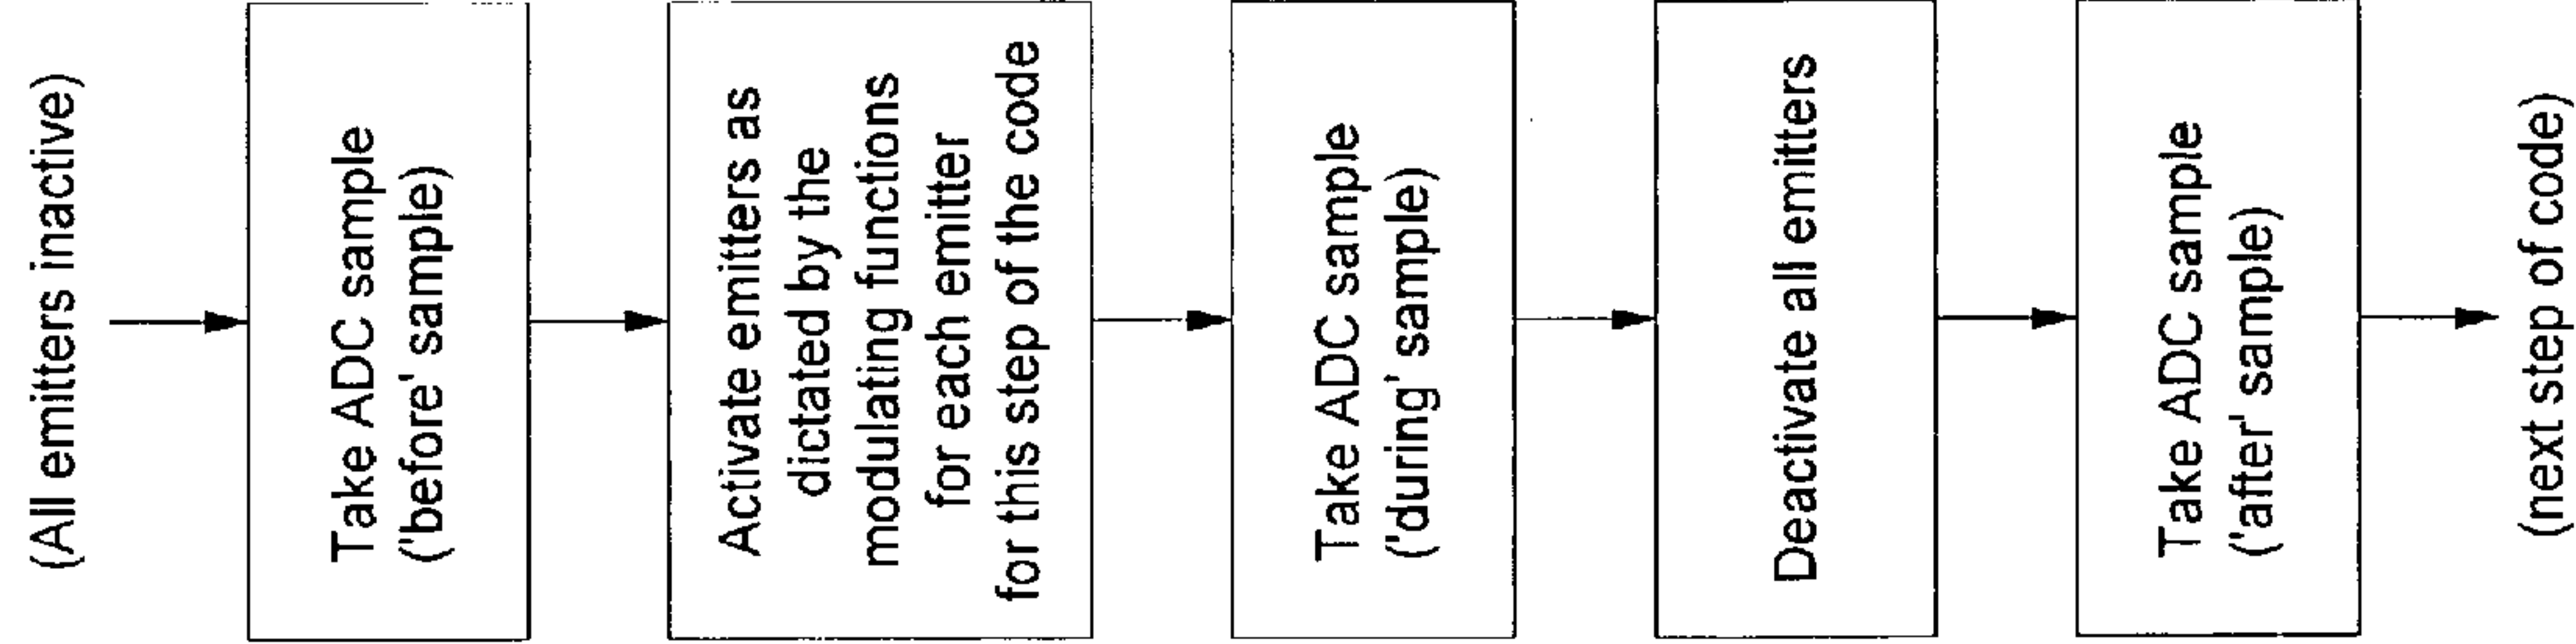 (All emitters inactive)
Take ADC sample
('before' sample)
Activate emitters as
dictated by the
modulating functions
for each emitter
for this step of the code
Take ADC sample
('during' sample)
Deactivate all emitters
Take ADC sample
('after' sample)
(next step of code)